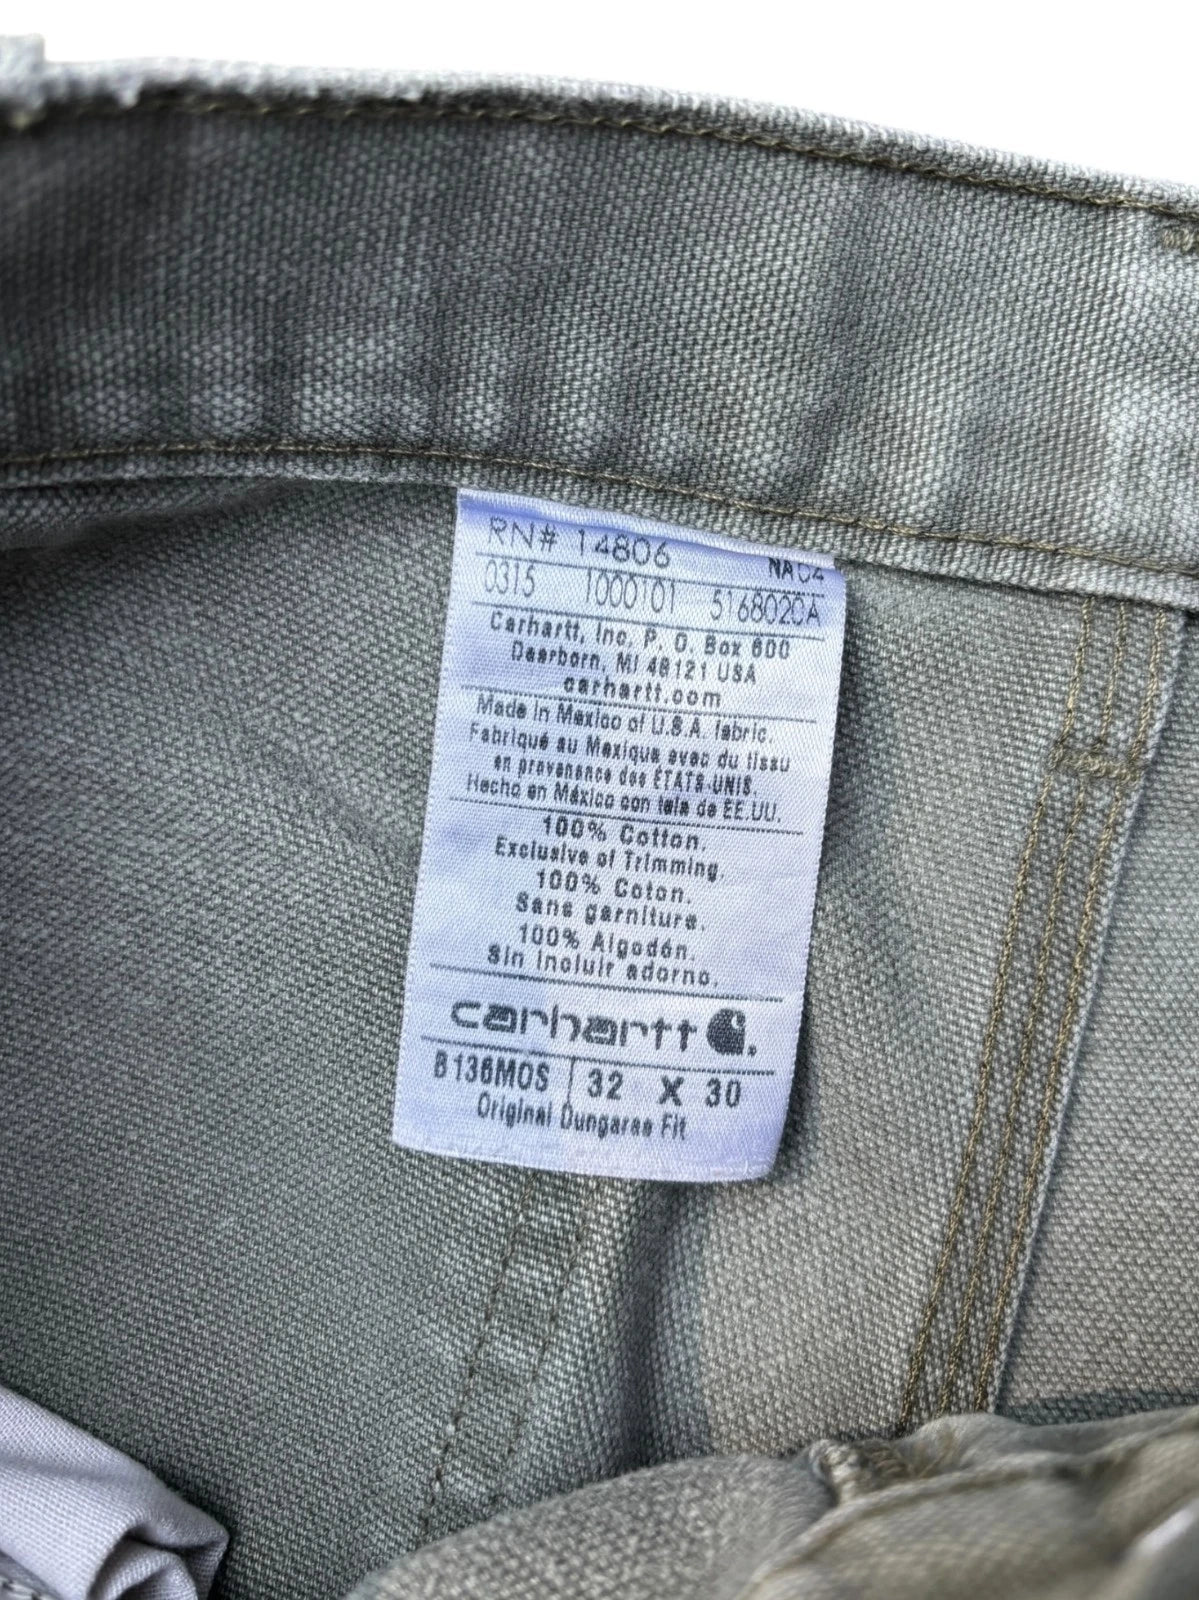 RN# 14806 NA04
0315 1000101 5168020A
Carhartt, Inc. P. O. Box 600
Dearborn, MI 48121 USA
carhartt.com
Made in Mexico of U.S.A. fabric.
Fabriqué au Mexique avec du tissu
en provenance des ÉTATS-UNIS.
Hecho en México con tela de EE.UU.
100% Cotton.
Exclusive of Trimming.
100% Coton.
Sans garniture.
100% Algodón.
Sin incluir adorno.
carhartt
B136MOS 32 X 30
Original Dungaree Fit